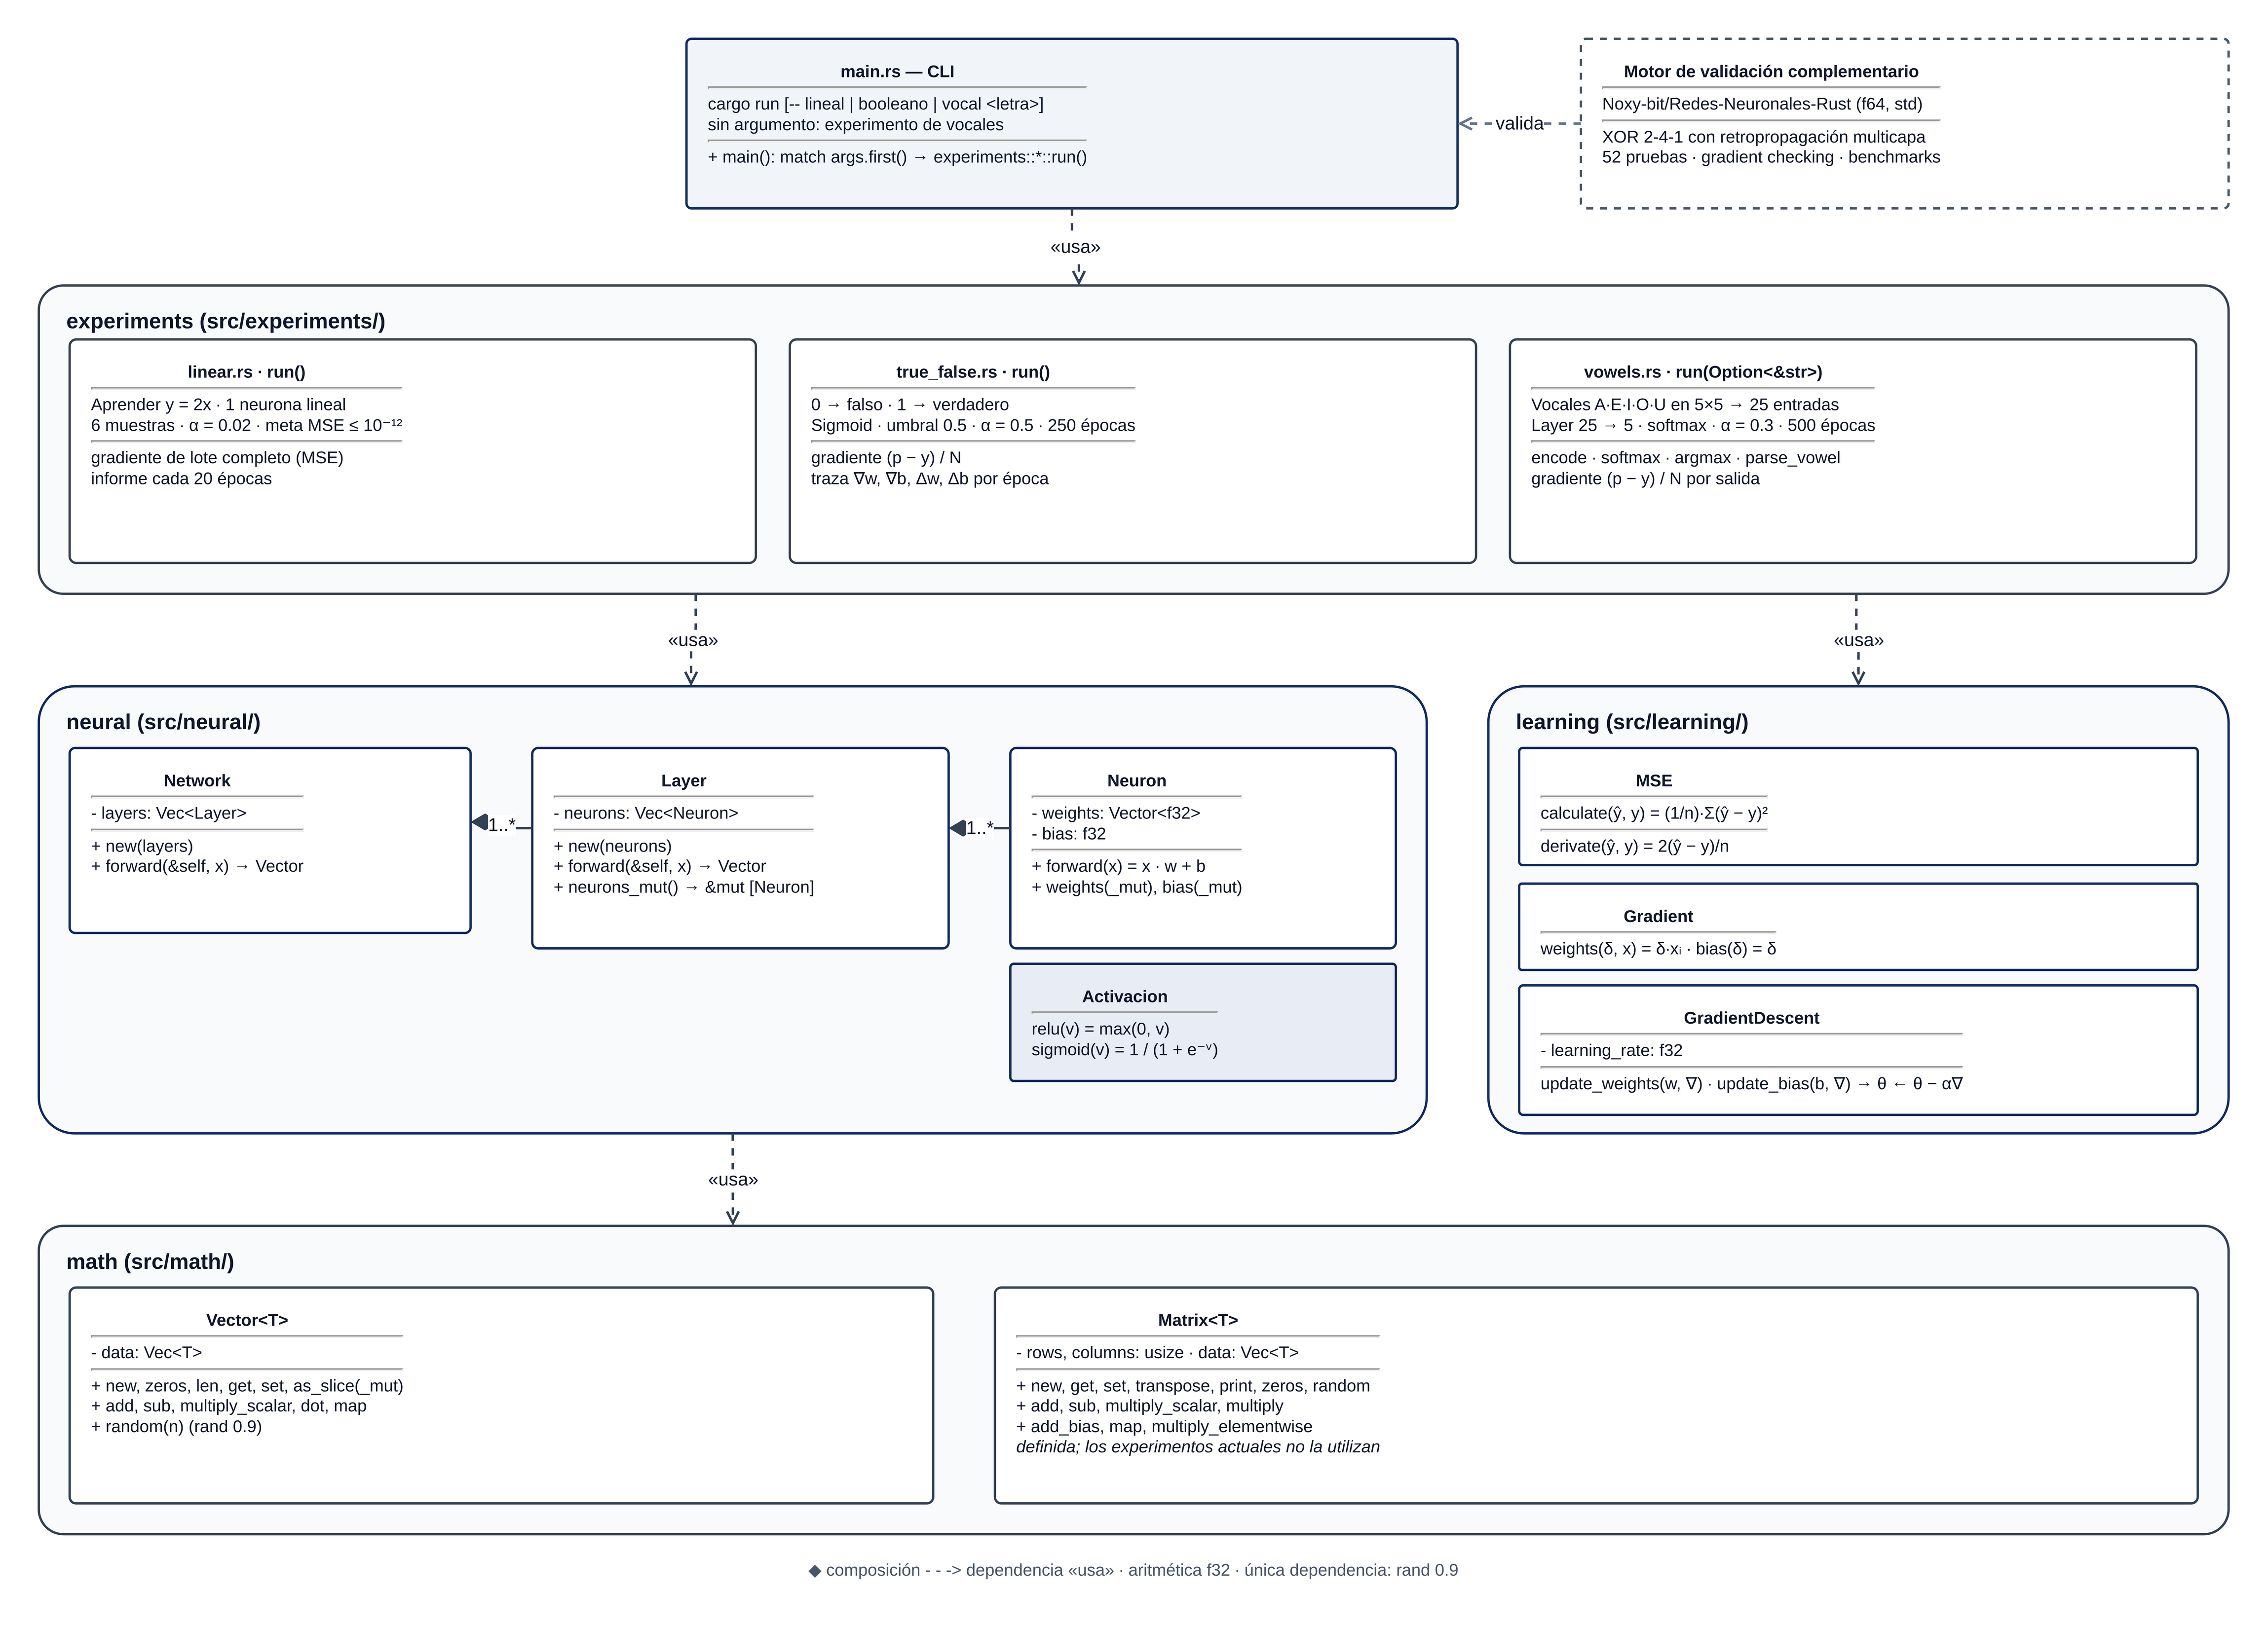 main.rs — CLI
cargo run [-- lineal | booleano | vocal <letra>]
sin argumento: experimento de vocales
+ main(): match args.first() → experiments::*::run()
valida
Motor de validación complementario
Noxy-bit/Redes-Neuronales-Rust (f64, std)
XOR 2-4-1 con retropropagación multicapa
52 pruebas · gradient checking · benchmarks
«usa»
experiments (src/experiments/)
linear.rs · run()
Aprender y = 2x · 1 neurona lineal
6 muestras · α = 0.02 · meta MSE ≤ 10⁻¹²
gradiente de lote completo (MSE)
informe cada 20 épocas
true_false.rs · run()
0 → falso · 1 → verdadero
Sigmoid · umbral 0.5 · α = 0.5 · 250 épocas
gradiente (p − y) / N
traza ∇w, ∇b, Δw, Δb por época
vowels.rs · run(Option<&str>)
Vocales A·E·I·O·U en 5×5 → 25 entradas
Layer 25 → 5 · softmax · α = 0.3 · 500 épocas
encode · softmax · argmax · parse_vowel
gradiente (p − y) / N por salida
«usa»
«usa»
neural (src/neural/)
Network
- layers: Vec<Layer>
+ new(layers)
+ forward(&self, x) → Vector
1..*
Layer
- neurons: Vec<Neuron>
+ new(neurons)
+ forward(&self, x) → Vector
+ neurons_mut() → &mut [Neuron]
1..*
Neuron
- weights: Vector<f32>
- bias: f32
+ forward(x) = x · w + b
+ weights(_mut), bias(_mut)
Activacion
relu(v) = max(0, v)
sigmoid(v) = 1 / (1 + e⁻ᵛ)
learning (src/learning/)
MSE
calculate(ŷ, y) = (1/n)·Σ(ŷ − y)²
derivate(ŷ, y) = 2(ŷ − y)/n
Gradient
weights(δ, x) = δ·xᵢ · bias(δ) = δ
GradientDescent
- learning_rate: f32
update_weights(w, ∇) · update_bias(b, ∇) → θ ← θ − α∇
«usa»
math (src/math/)
Vector<T>
- data: Vec<T>
+ new, zeros, len, get, set, as_slice(_mut)
+ add, sub, multiply_scalar, dot, map
+ random(n) (rand 0.9)
Matrix<T>
- rows, columns: usize · data: Vec<T>
+ new, get, set, transpose, print, zeros, random
+ add, sub, multiply_scalar, multiply
+ add_bias, map, multiply_elementwise
definida; los experimentos actuales no la utilizan
◆ composición - - -> dependencia «usa» · aritmética f32 · única dependencia: rand 0.9